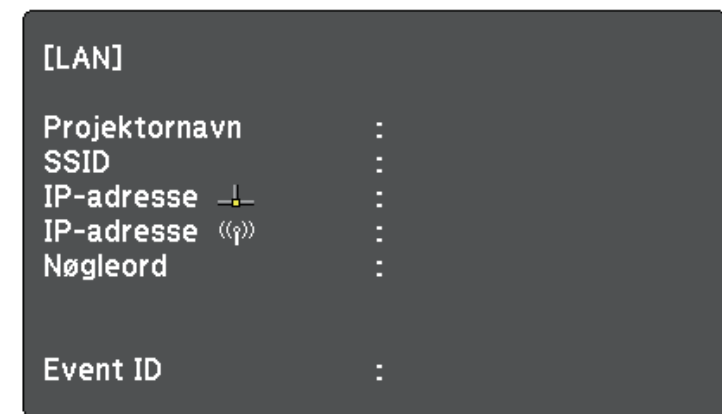 [LAN]
Projektornavn :
SSID :
IP-adresse :
IP-adresse :
Nøgleord :
Event ID :